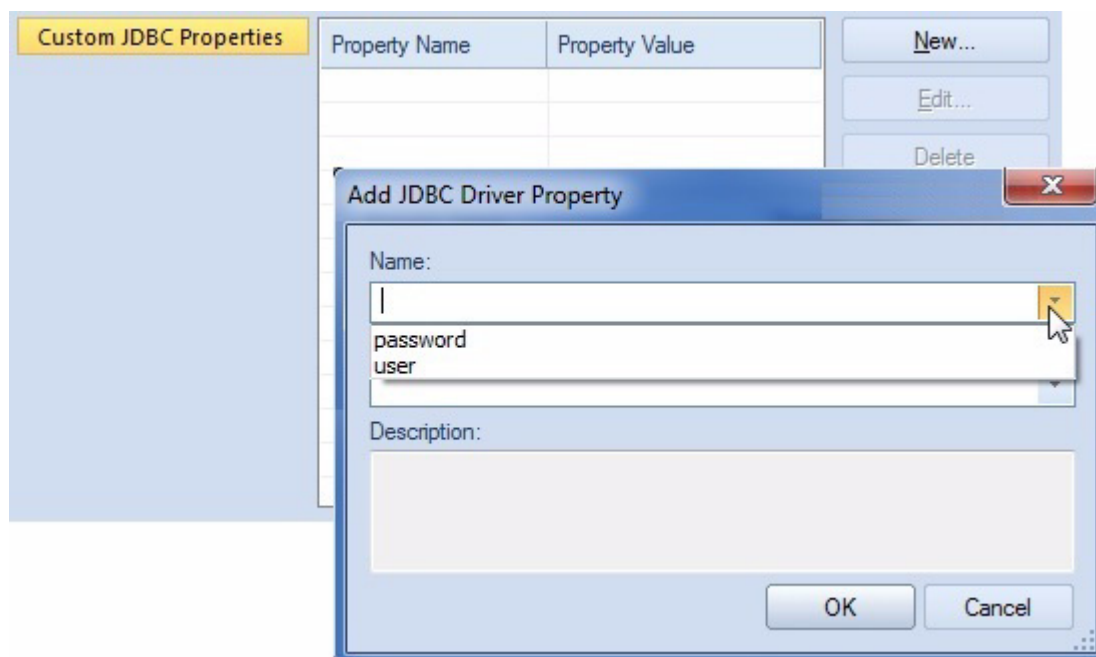 Custom JDBC Properties
Property Name Property Value
New...
Edit...
Delete
Add JDBC Driver Property
Name:
password
user
Description:
OK Cancel